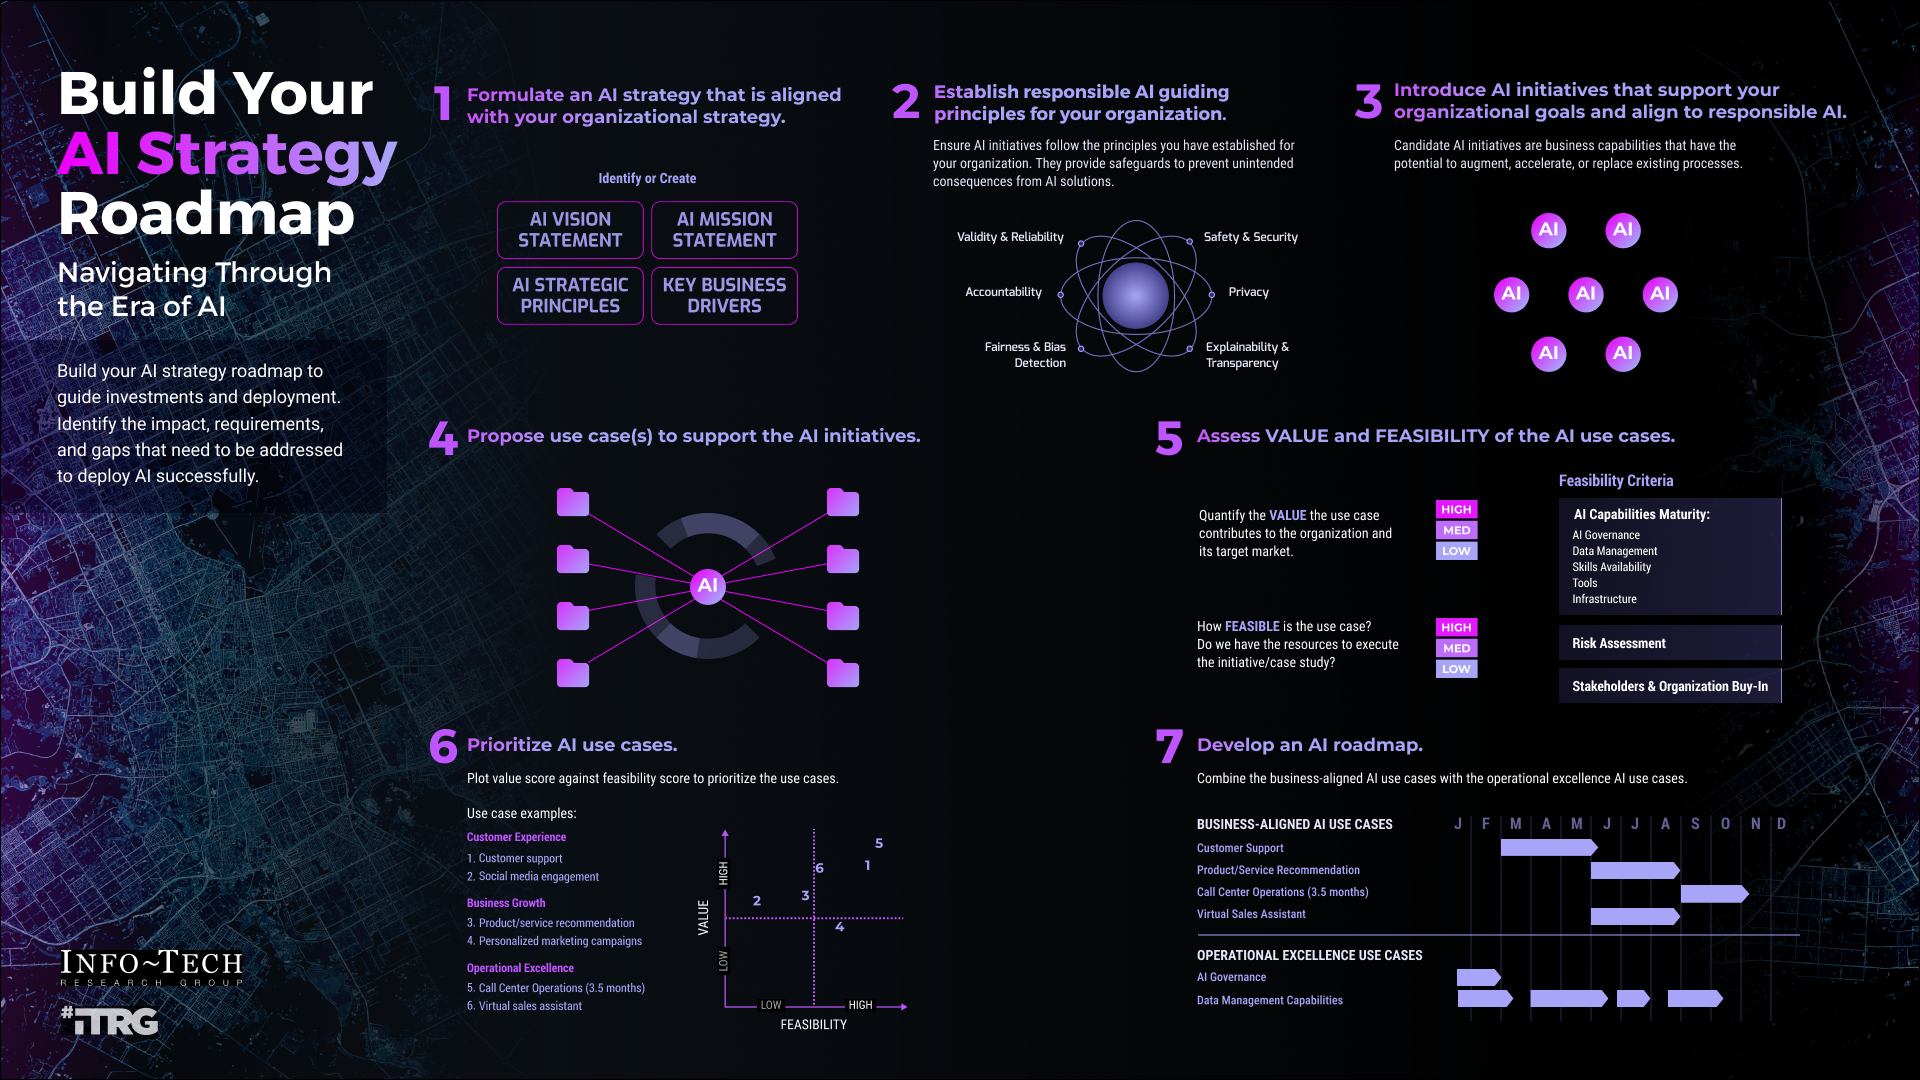 Build Your
AI Strategy
Roadmap
Navigating Through
the Era of AI
Build your AI strategy roadmap to
guide investments and deployment.
Identify the impact, requirements,
and gaps that need to be addressed
to deploy AI successfully.
INFO~TECH
RESEARCH GROUP
#iTRG
1
Formulate an AI strategy that is aligned
with your organizational strategy.
Identify or Create
AI VISION
STATEMENT
AI MISSION
STATEMENT
AI STRATEGIC
PRINCIPLES
KEY BUSINESS
DRIVERS
2
Establish responsible AI guiding
principles for your organization.
Ensure AI initiatives follow the principles you have established for
your organization. They provide safeguards to prevent unintended
consequences from AI solutions.
Validity & Reliability
Safety & Security
Accountability
Privacy
Fairness & Bias
Detection
Explainability &
Transparency
3
Introduce AI initiatives that support your
organizational goals and align to responsible AI.
Candidate AI initiatives are business capabilities that have the
potential to augment, accelerate, or replace existing processes.
AI AI
AI AI AI
AI AI
4
Propose use case(s) to support the AI initiatives.
AI
5
Assess VALUE and FEASIBILITY of the AI use cases.
Quantify the VALUE the use case
contributes to the organization and
its target market.
HIGH
MED
LOW
How FEASIBLE is the use case?
Do we have the resources to execute
the initiative/case study?
HIGH
MED
LOW
Feasibility Criteria
AI Capabilities Maturity:
AI Governance
Data Management
Skills Availability
Tools
Infrastructure
Risk Assessment
Stakeholders & Organization Buy-In
6
Prioritize AI use cases.
Plot value score against feasibility score to prioritize the use cases.
Use case examples:
Customer Experience
1. Customer support
2. Social media engagement
Business Growth
3. Product/service recommendation
4. Personalized marketing campaigns
Operational Excellence
5. Call Center Operations (3.5 months)
6. Virtual sales assistant
VALUE
HIGH
LOW
5
1
6
3
2
4
LOW
HIGH
FEASIBILITY
7
Develop an AI roadmap.
Combine the business-aligned AI use cases with the operational excellence AI use cases.
BUSINESS-ALIGNED AI USE CASES
J F M A M J J A S O N D
Customer Support
Product/Service Recommendation
Call Center Operations (3.5 months)
Virtual Sales Assistant
OPERATIONAL EXCELLENCE USE CASES
AI Governance
Data Management Capabilities